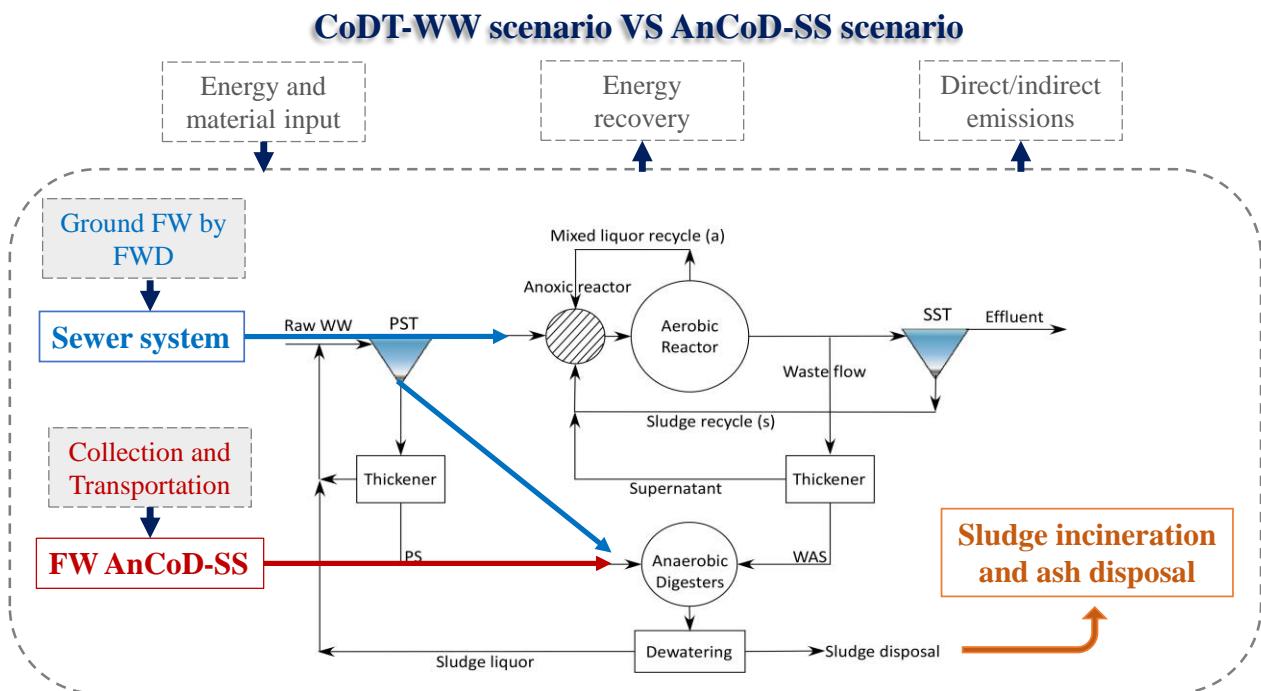 CoDT-WW scenario VS AnCoD-SS scenario
Energy and
material input
Energy
recovery
Direct/indirect
emissions
Ground FW by
FWD
Sewer system
Collection and
Transportation
FW AnCoD-SS
Mixed liquor recycle (a)
Anoxic reactor
Raw WW
PST
Aerobic
Reactor
SST
Effluent
Waste flow
Sludge recycle (s)
Thickener
Supernatant
Thickener
PS
Anaerobic
Digesters
WAS
Sludge incineration
and ash disposal
Sludge liquor
Dewatering
Sludge disposal